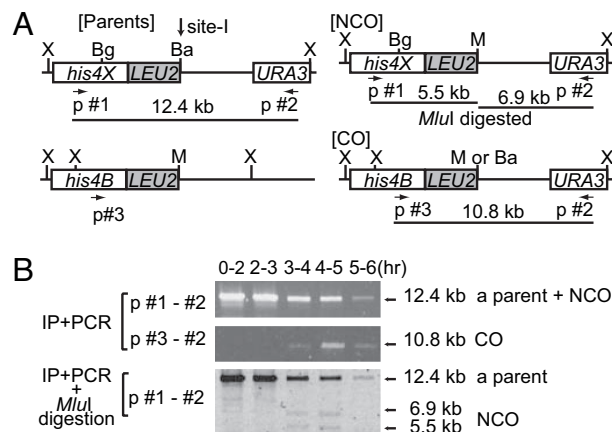 A
[Parents]
site-I
X Bg Ba X
his4X LEU2 URA3
p #1 p #2
12.4 kb
X X M X
his4B LEU2
p#3
[NCO]
X Bg M X
his4X LEU2 URA3
p #1 5.5 kb 6.9 kb p #2
MluI digested
[CO]
X X M or Ba X
his4B LEU2 URA3
p #3 p #2
10.8 kb
B
0-2 2-3 3-4 4-5 5-6(hr)
IP+PCR
p #1 - #2
12.4 kb a parent + NCO
p #3 - #2
10.8 kb CO
IP+PCR
+
MluI
digestion
p #1 - #2
12.4 kb a parent
6.9 kb
5.5 kb
NCO